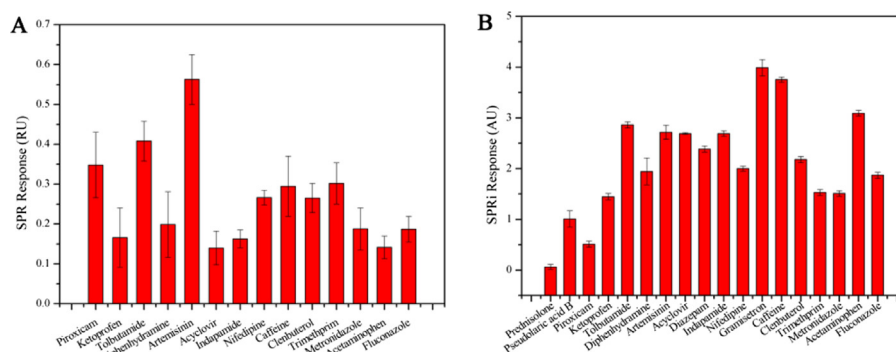 A
SPR Response (RU)
0.7
0.6
0.5
0.4
0.3
0.2
0.1
0.0
Piroxicam
Ketoprofen
Tolbutamide
Diphenhydramine
Artemisinin
Acyclovir
Indapamide
Nifedipine
Caffeine
Clenbuterol
Trimethprim
Metronidazole
Acetaminophen
Fluconazole
B
SPRi Response (AU)
5
4
3
2
1
0
Prednisolone
Pseudolaric acid B
Piroxicam
Ketoprofen
Tolbutamide
Diphenhydramine
Artemisinin
Acyclovir
Diazepam
Indapamide
Nifedipine
Granisetron
Caffeine
Clenbuterol
Trimethprim
Metronidazole
Acetaminophen
Fluconazole